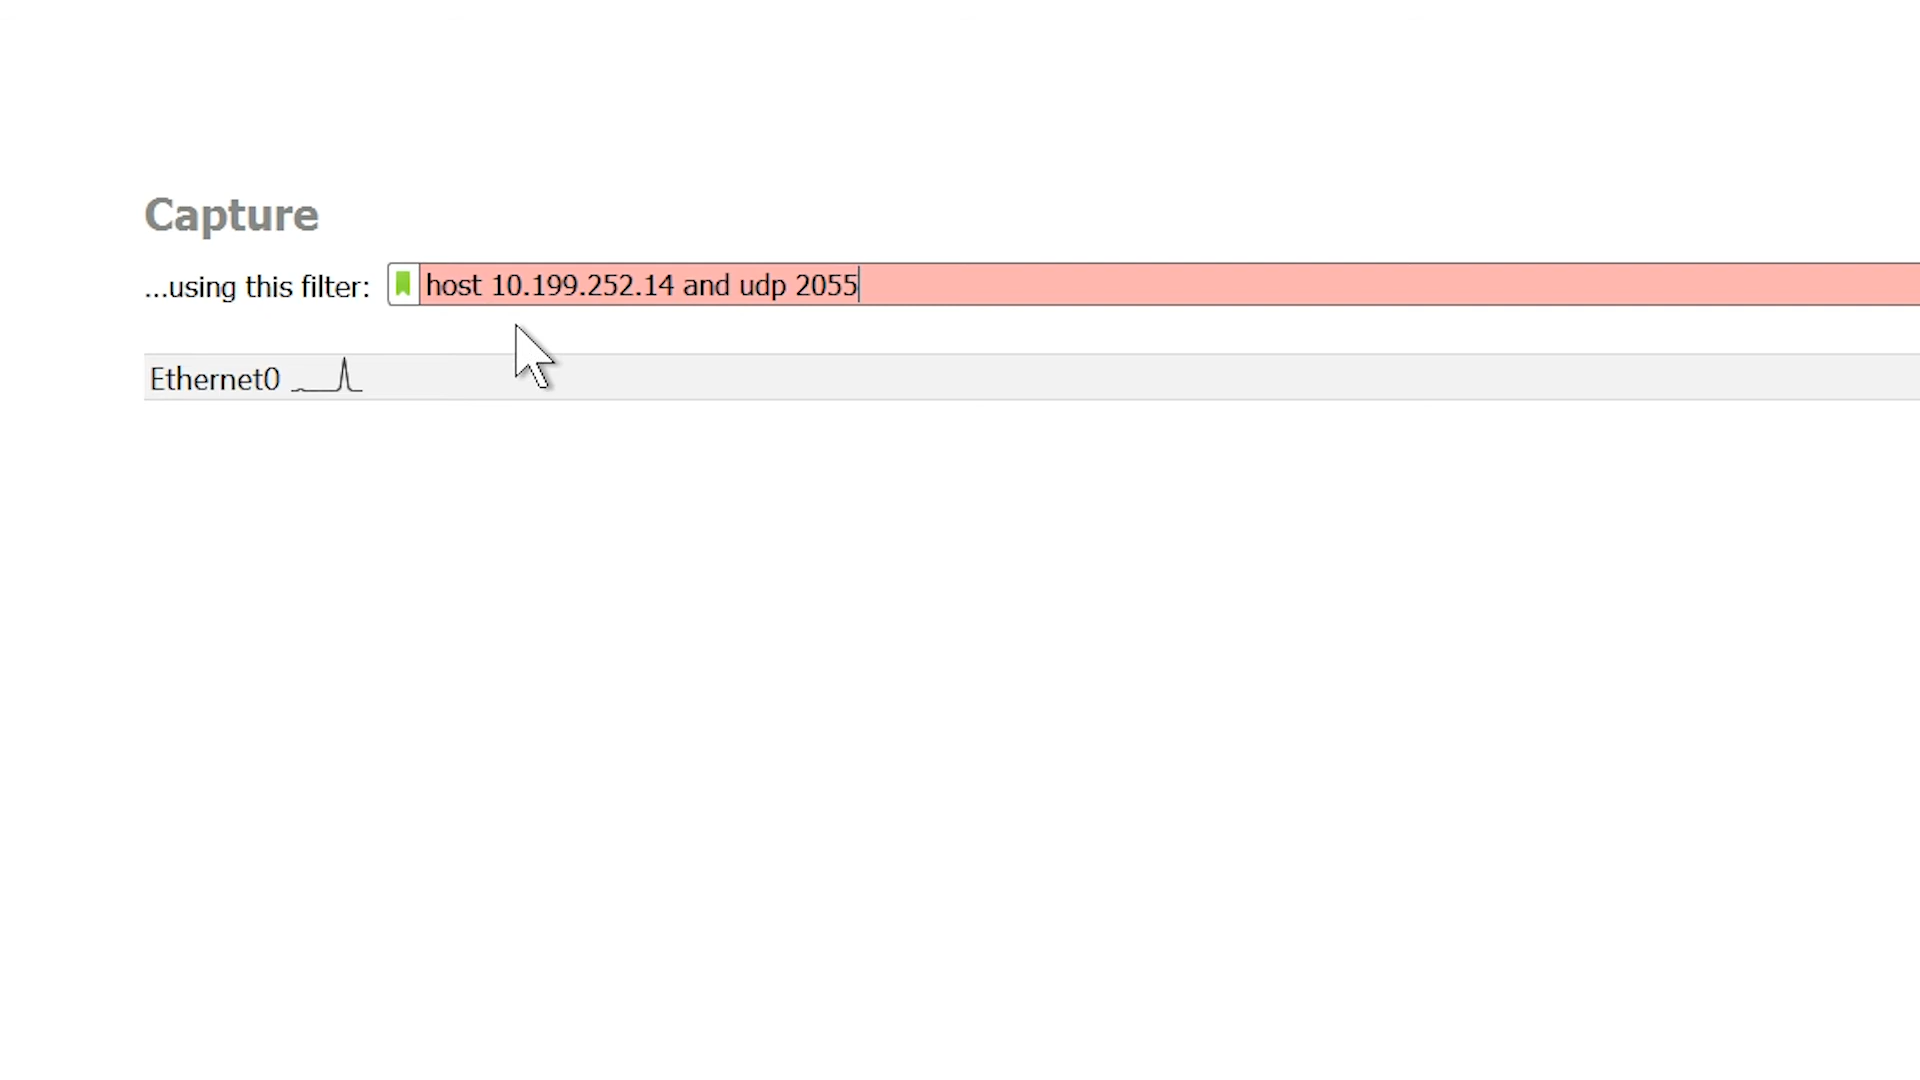 Capture
...using this filter: host 10.199.252.14 and udp 2055
Ethernet0